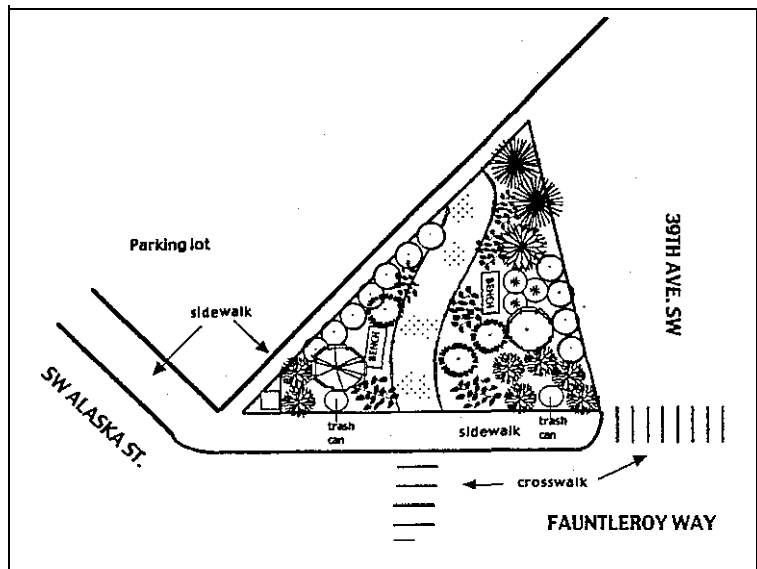 39TH AVE. SW
Parking lot
BENCH
sidewalk
BENCH
SW ALASKA ST.
trash
can
sidewalk
trash
can
crosswalk
FAUNTLEROY WAY